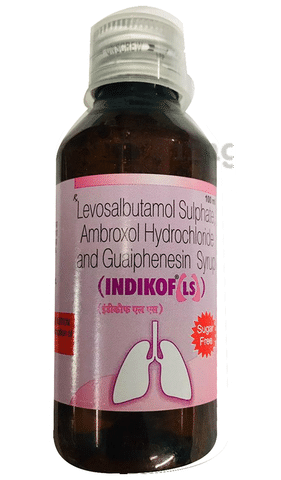 100 ml
Levosalbutamol Sulphate
Ambroxol Hydrochloride
and Guaiphenesin Syrup
(INDIKOF (LS))
(इंडीकोफ एल एस)
Sugar
Free